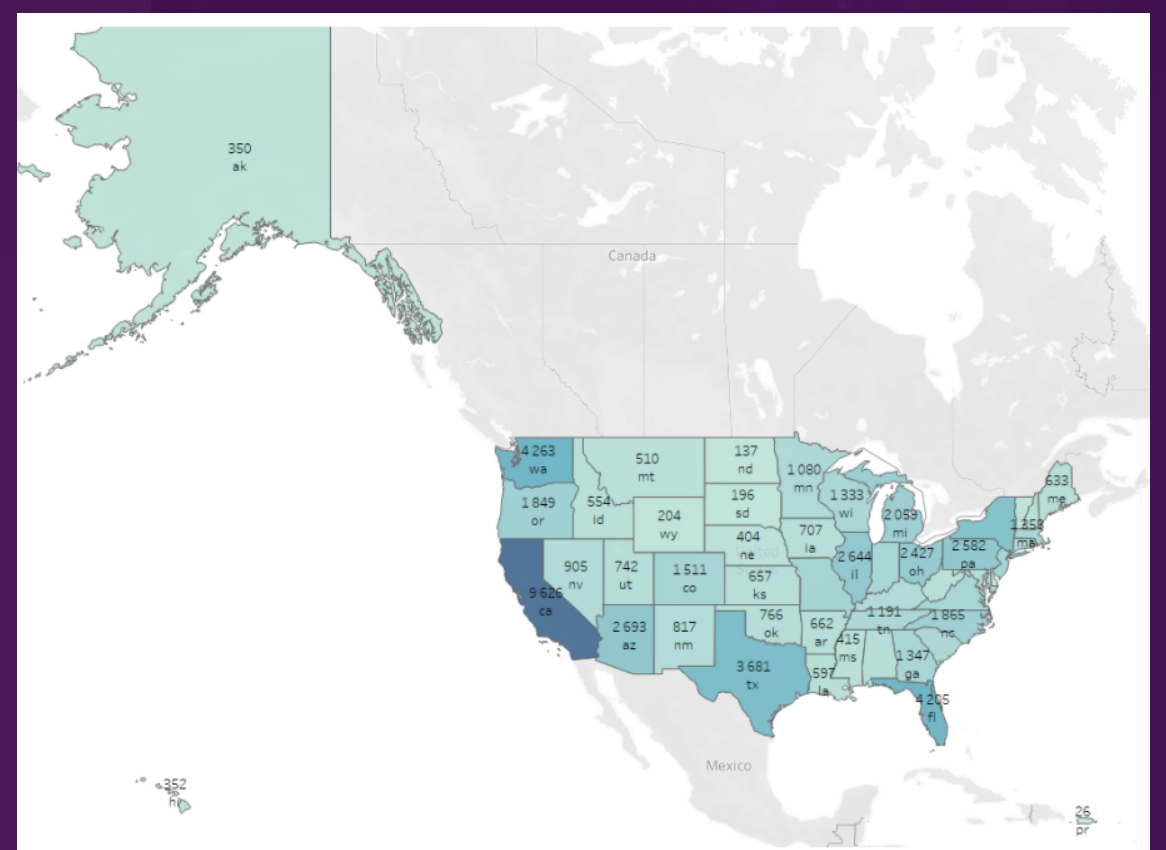 350
ak
Canada
4 263
wa
510
mt
137
nd
1 080
mn
633
me
1 849
or
554
id
204
wy
196
sd
1 333
wi
2 059
mi
1 358
ma
9 626
ca
905
nv
742
ut
1 511
co
404
ne
United
707
ia
2 644
il
2 427
oh
2 582
pa
657
ks
2 693
az
817
nm
766
ok
662
ar
1 191
tn
1 865
nc
3 681
tx
597
la
415
ms
1 347
ga
4 205
fl
Mexico
352
hi
26
pr